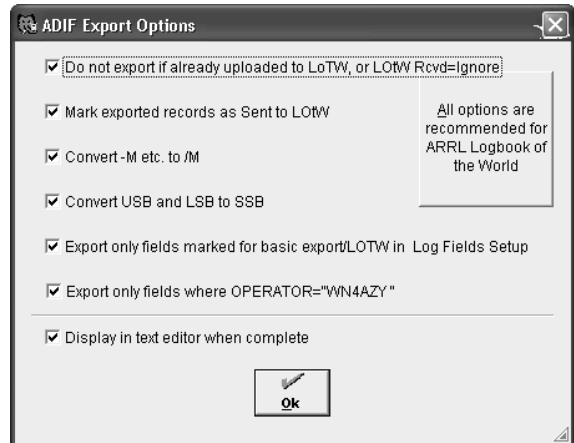 ADIF Export Options
Do not export if already uploaded to LoTW, or LOtW Rcvd=Ignore
Mark exported records as Sent to LOtW
Convert -M etc. to /M
Convert USB and LSB to SSB
Export only fields marked for basic export/LOTW in Log Fields Setup
Export only fields where OPERATOR="WN4AZY"
Display in text editor when complete
All options are
recommended for
ARRL Logbook of
the World
Ok